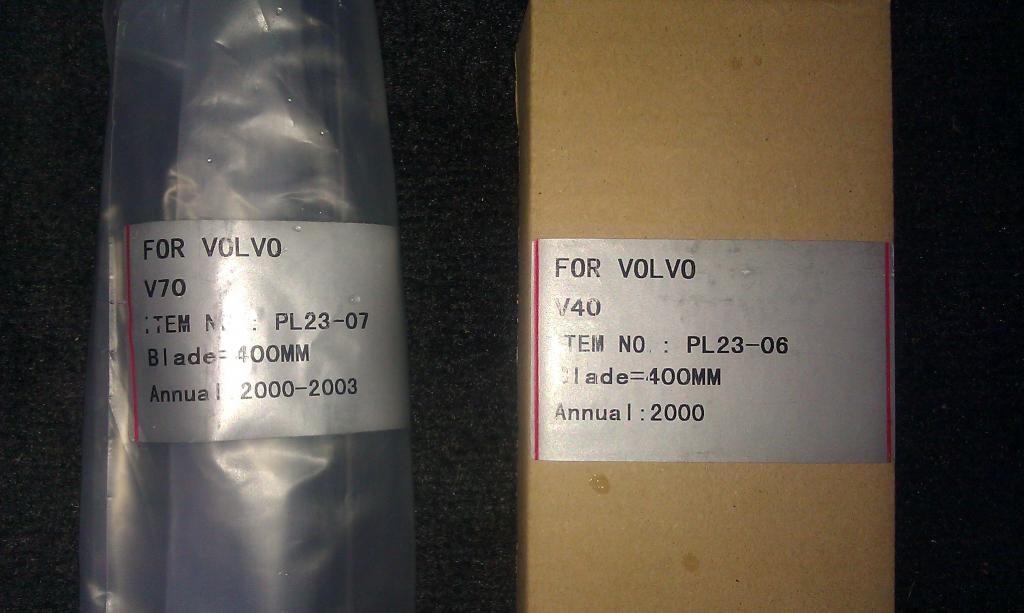 FOR VOLVO
V70
ITEM NO.: PL23-07
Blade=400MM
Annual:2000-2003
FOR VOLVO
V40
ITEM NO.: PL23-06
Blade=400MM
Annual:2000